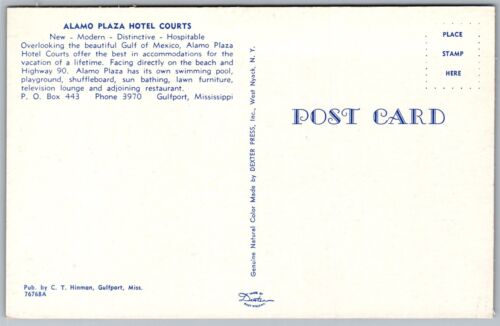 ALAMO PLAZA HOTEL COURTS
New - Modern - Distinctive - Hospitable
Overlooking the beautiful Gulf of Mexico, Alamo Plaza
Hotel Courts offer the best in accommodations for the
vacation of a lifetime. Facing directly on the beach and
Highway 90. Alamo Plaza has its own swimming pool,
playground, shuffleboard, sun bathing, lawn furniture,
television lounge and adjoining restaurant.
P. O. Box 443 Phone 3970 Gulfport, Mississippi
PLACE
STAMP
HERE
POST CARD
Genuine Natural Color Made by DEXTER PRESS, Inc., West Nyack, N. Y.
Pub. by C. T. Hinman, Gulfport, Miss.
76768A
Dexter